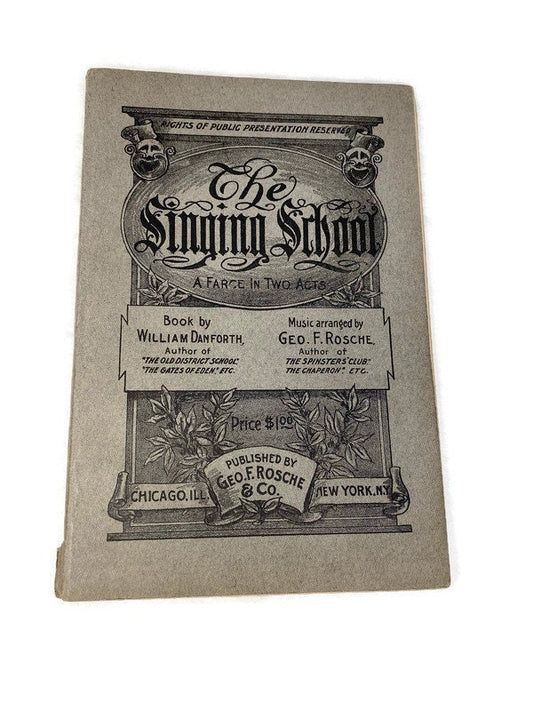 RIGHTS OF PUBLIC PRESENTATION RESERVED
The
Singing School
A FARCE IN TWO ACTS
Book by
WILLIAM DANFORTH,
Author of
"THE OLD DISTRICT SCHOOL",
"THE GATES OF EDEN", ETC.
Music arranged by
GEO. F. ROSCHE,
Author of
"THE SPINSTERS' CLUB",
"THE CHAPERON", ETC.
Price $1.00
PUBLISHED BY
GEO. F. ROSCHE
& CO.
CHICAGO, ILL.
NEW YORK, N.Y.